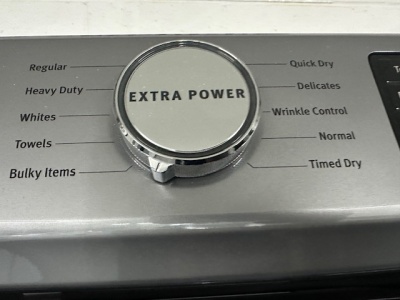 Regular
Heavy Duty
Whites
Towels
Bulky Items
EXTRA POWER
Quick Dry
Delicates
Wrinkle Control
Normal
Timed Dry